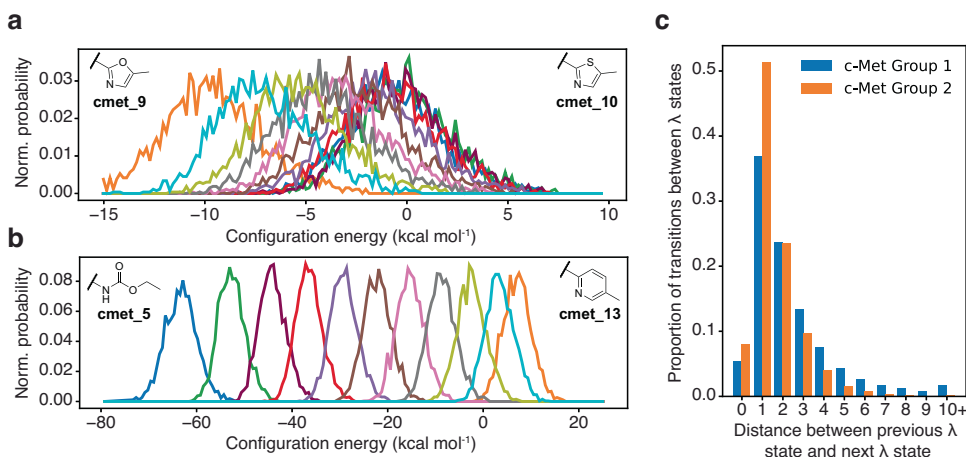 a
Norm. probability
0.03
0.02
0.01
0.00
O
N
cmet_9
S
N
cmet_10
−15
−10
−5
0
5
10
Configuration energy (kcal mol⁻¹)
b
Norm. probability
0.08
0.06
0.04
0.02
0.00
O
N
H
O
cmet_5
N
cmet_13
−80
−60
−40
−20
0
20
Configuration energy (kcal mol⁻¹)
c
Proportion of transitions between λ states
0.5
0.4
0.3
0.2
0.1
0.0
c-Met Group 1
c-Met Group 2
0 1 2 3 4 5 6 7 8 9 10+
Distance between previous λ
state and next λ state